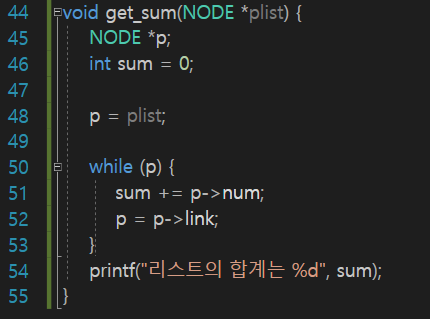 44 void get_sum(NODE *plist) {
45 NODE *p;
46 int sum = 0;
47
48 p = plist;
49
50 while (p) {
51 sum += p->num;
52 p = p->link;
53 }
54 printf("리스트의 합계는 %d", sum);
55 }